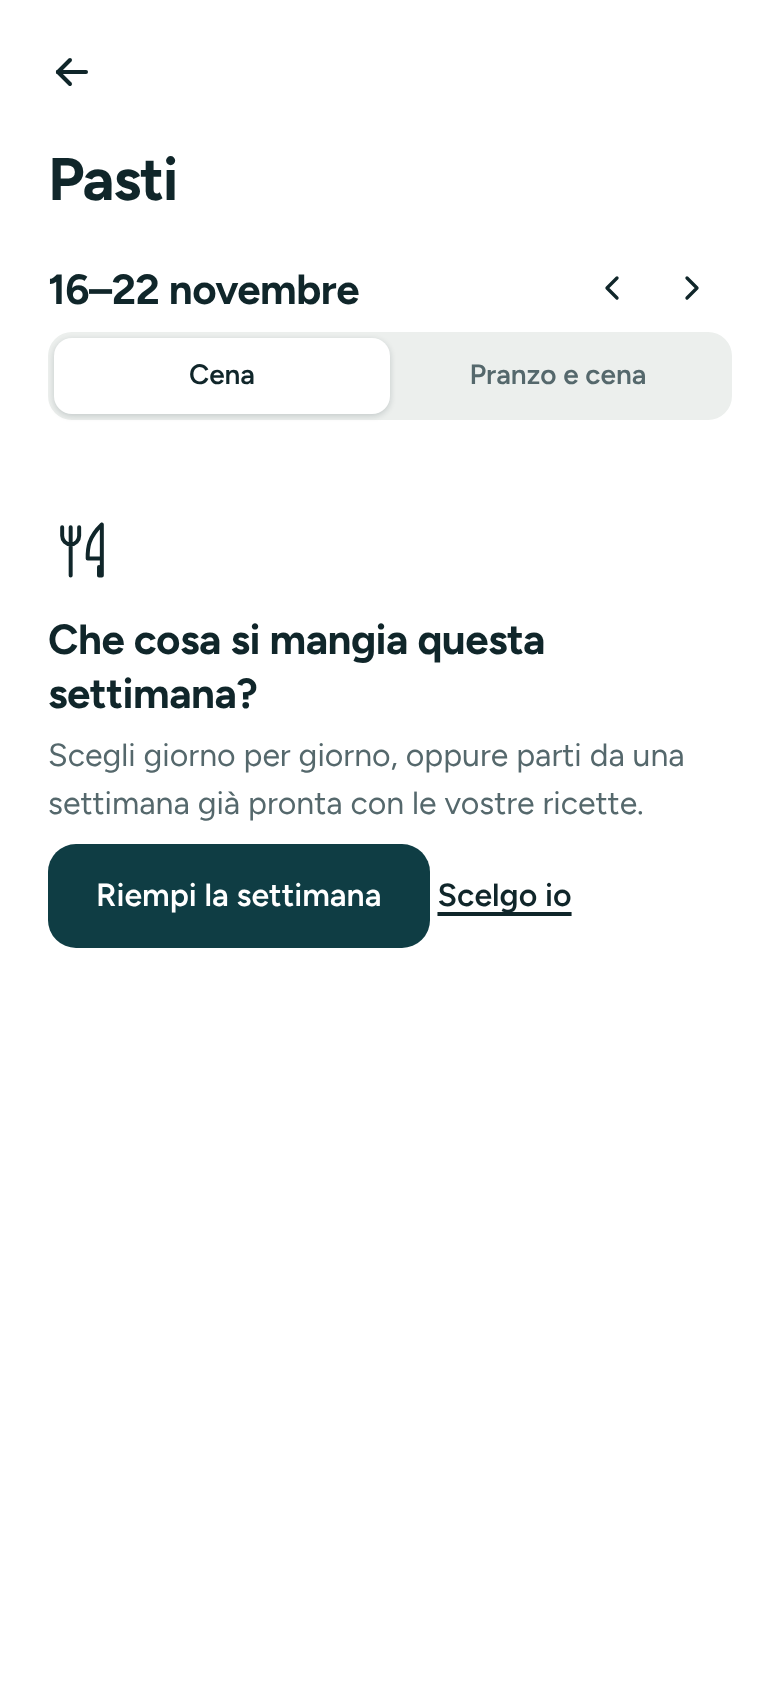 Pasti
16–22 novembre
Cena
Pranzo e cena
Che cosa si mangia questa
settimana?
Scegli giorno per giorno, oppure parti da una
settimana già pronta con le vostre ricette.
Riempi la settimana
Scelgo io